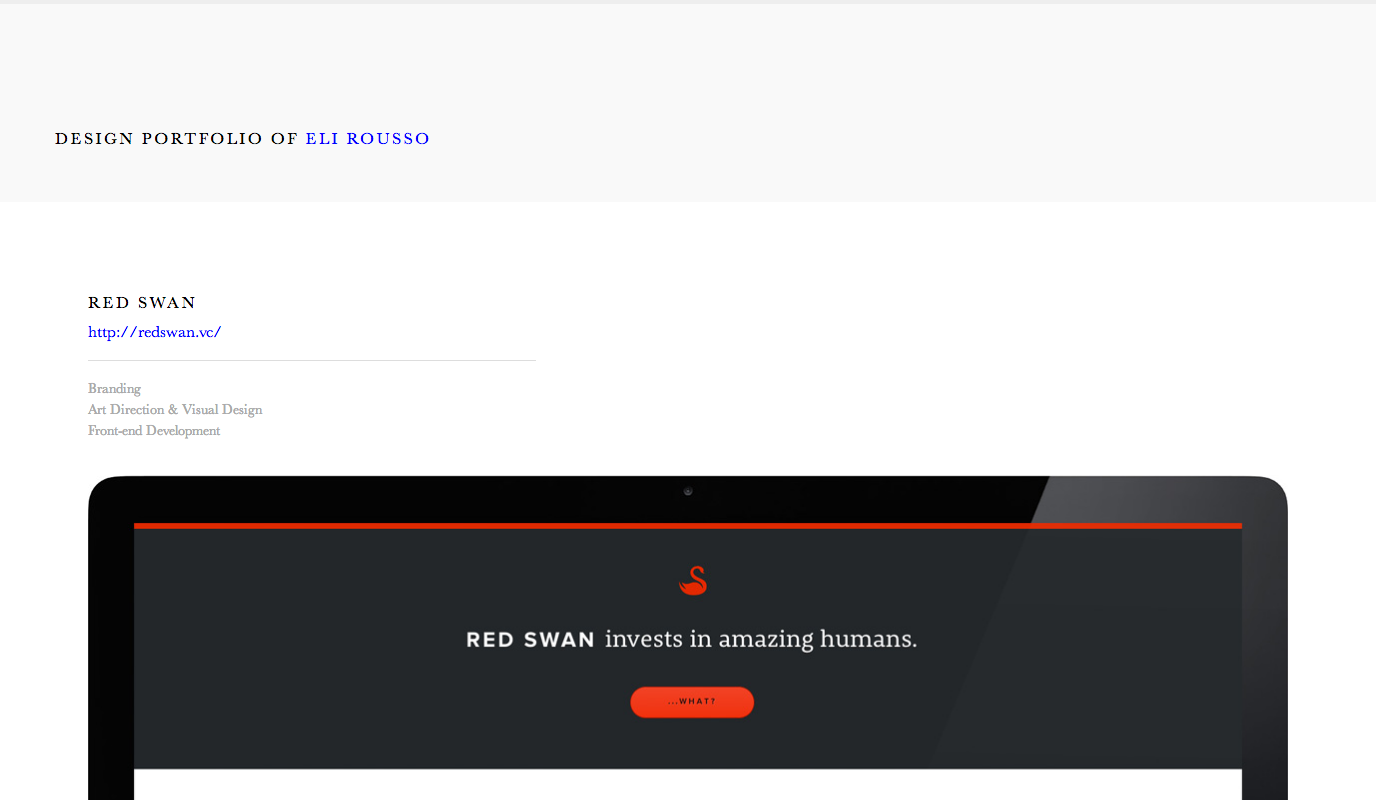 DESIGN PORTFOLIO OF ELI ROUSSO
RED SWAN
http://redswan.vc/
Branding
Art Direction & Visual Design
Front-end Development
RED SWAN invests in amazing humans.
...WHAT?